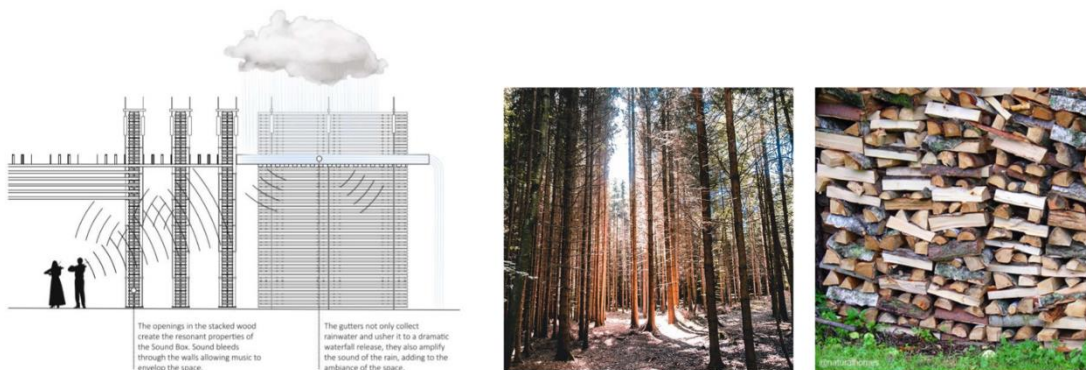 The openings in the stacked wood
create the resonant properties of
the Sound Box. Sound bleeds
through the walls allowing music to
envelop the space.
The gutters not only collect
rainwater and usher it to a dramatic
waterfall release, they also amplify
the sound of the rain, adding to the
ambiance of the space.
©naturalhomes